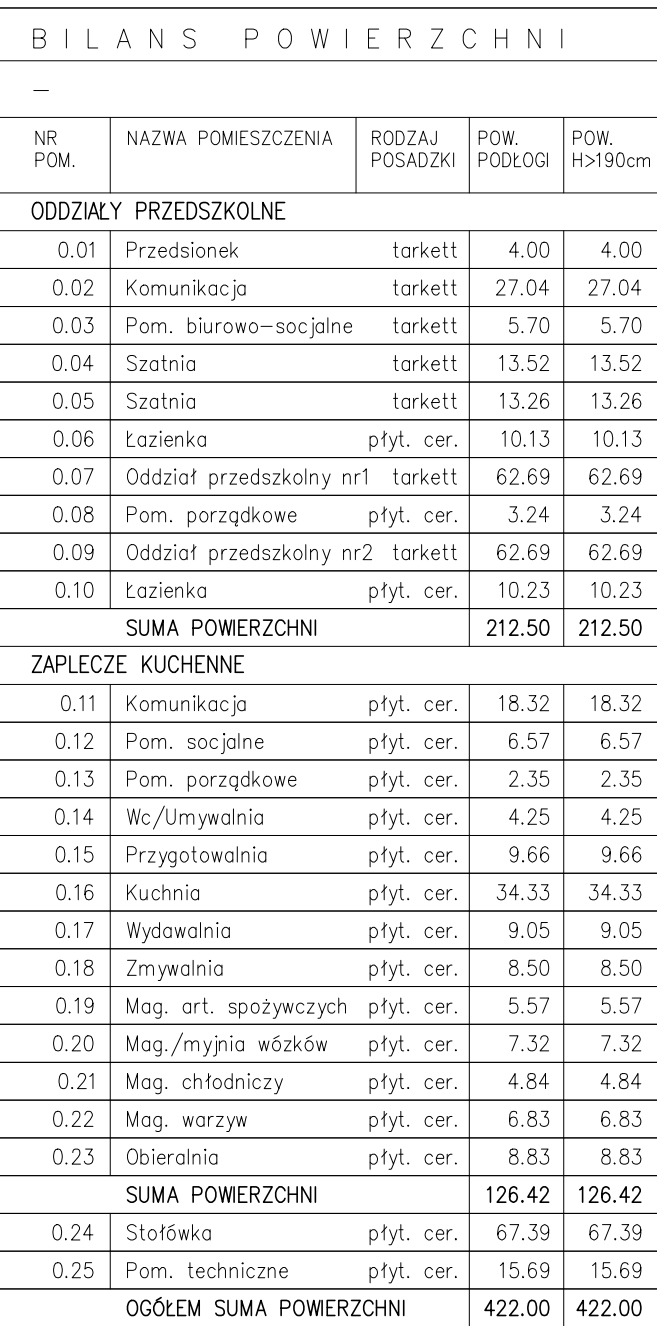 BILANS POWIERZCHNI
–
NR POM. NAZWA POMIESZCZENIA RODZAJ POSADZKI POW. PODŁOGI POW. H>190cm
ODDZIAŁY PRZEDSZKOLNE
0.01 Przedsionek tarkett 4.00 4.00
0.02 Komunikacja tarkett 27.04 27.04
0.03 Pom. biurowo–socjalne tarkett 5.70 5.70
0.04 Szatnia tarkett 13.52 13.52
0.05 Szatnia tarkett 13.26 13.26
0.06 Łazienka płyt. cer. 10.13 10.13
0.07 Oddział przedszkolny nr1 tarkett 62.69 62.69
0.08 Pom. porządkowe płyt. cer. 3.24 3.24
0.09 Oddział przedszkolny nr2 tarkett 62.69 62.69
0.10 Łazienka płyt. cer. 10.23 10.23
SUMA POWIERZCHNI 212.50 212.50
ZAPLECZE KUCHENNE
0.11 Komunikacja płyt. cer. 18.32 18.32
0.12 Pom. socjalne płyt. cer. 6.57 6.57
0.13 Pom. porządkowe płyt. cer. 2.35 2.35
0.14 Wc/Umywalnia płyt. cer. 4.25 4.25
0.15 Przygotowalnia płyt. cer. 9.66 9.66
0.16 Kuchnia płyt. cer. 34.33 34.33
0.17 Wydawalnia płyt. cer. 9.05 9.05
0.18 Zmywalnia płyt. cer. 8.50 8.50
0.19 Mag. art. spożywczych płyt. cer. 5.57 5.57
0.20 Mag./myjnia wózków płyt. cer. 7.32 7.32
0.21 Mag. chłodniczy płyt. cer. 4.84 4.84
0.22 Mag. warzyw płyt. cer. 6.83 6.83
0.23 Obieralnia płyt. cer. 8.83 8.83
SUMA POWIERZCHNI 126.42 126.42
0.24 Stołówka płyt. cer. 67.39 67.39
0.25 Pom. techniczne płyt. cer. 15.69 15.69
OGÓŁEM SUMA POWIERZCHNI 422.00 422.00